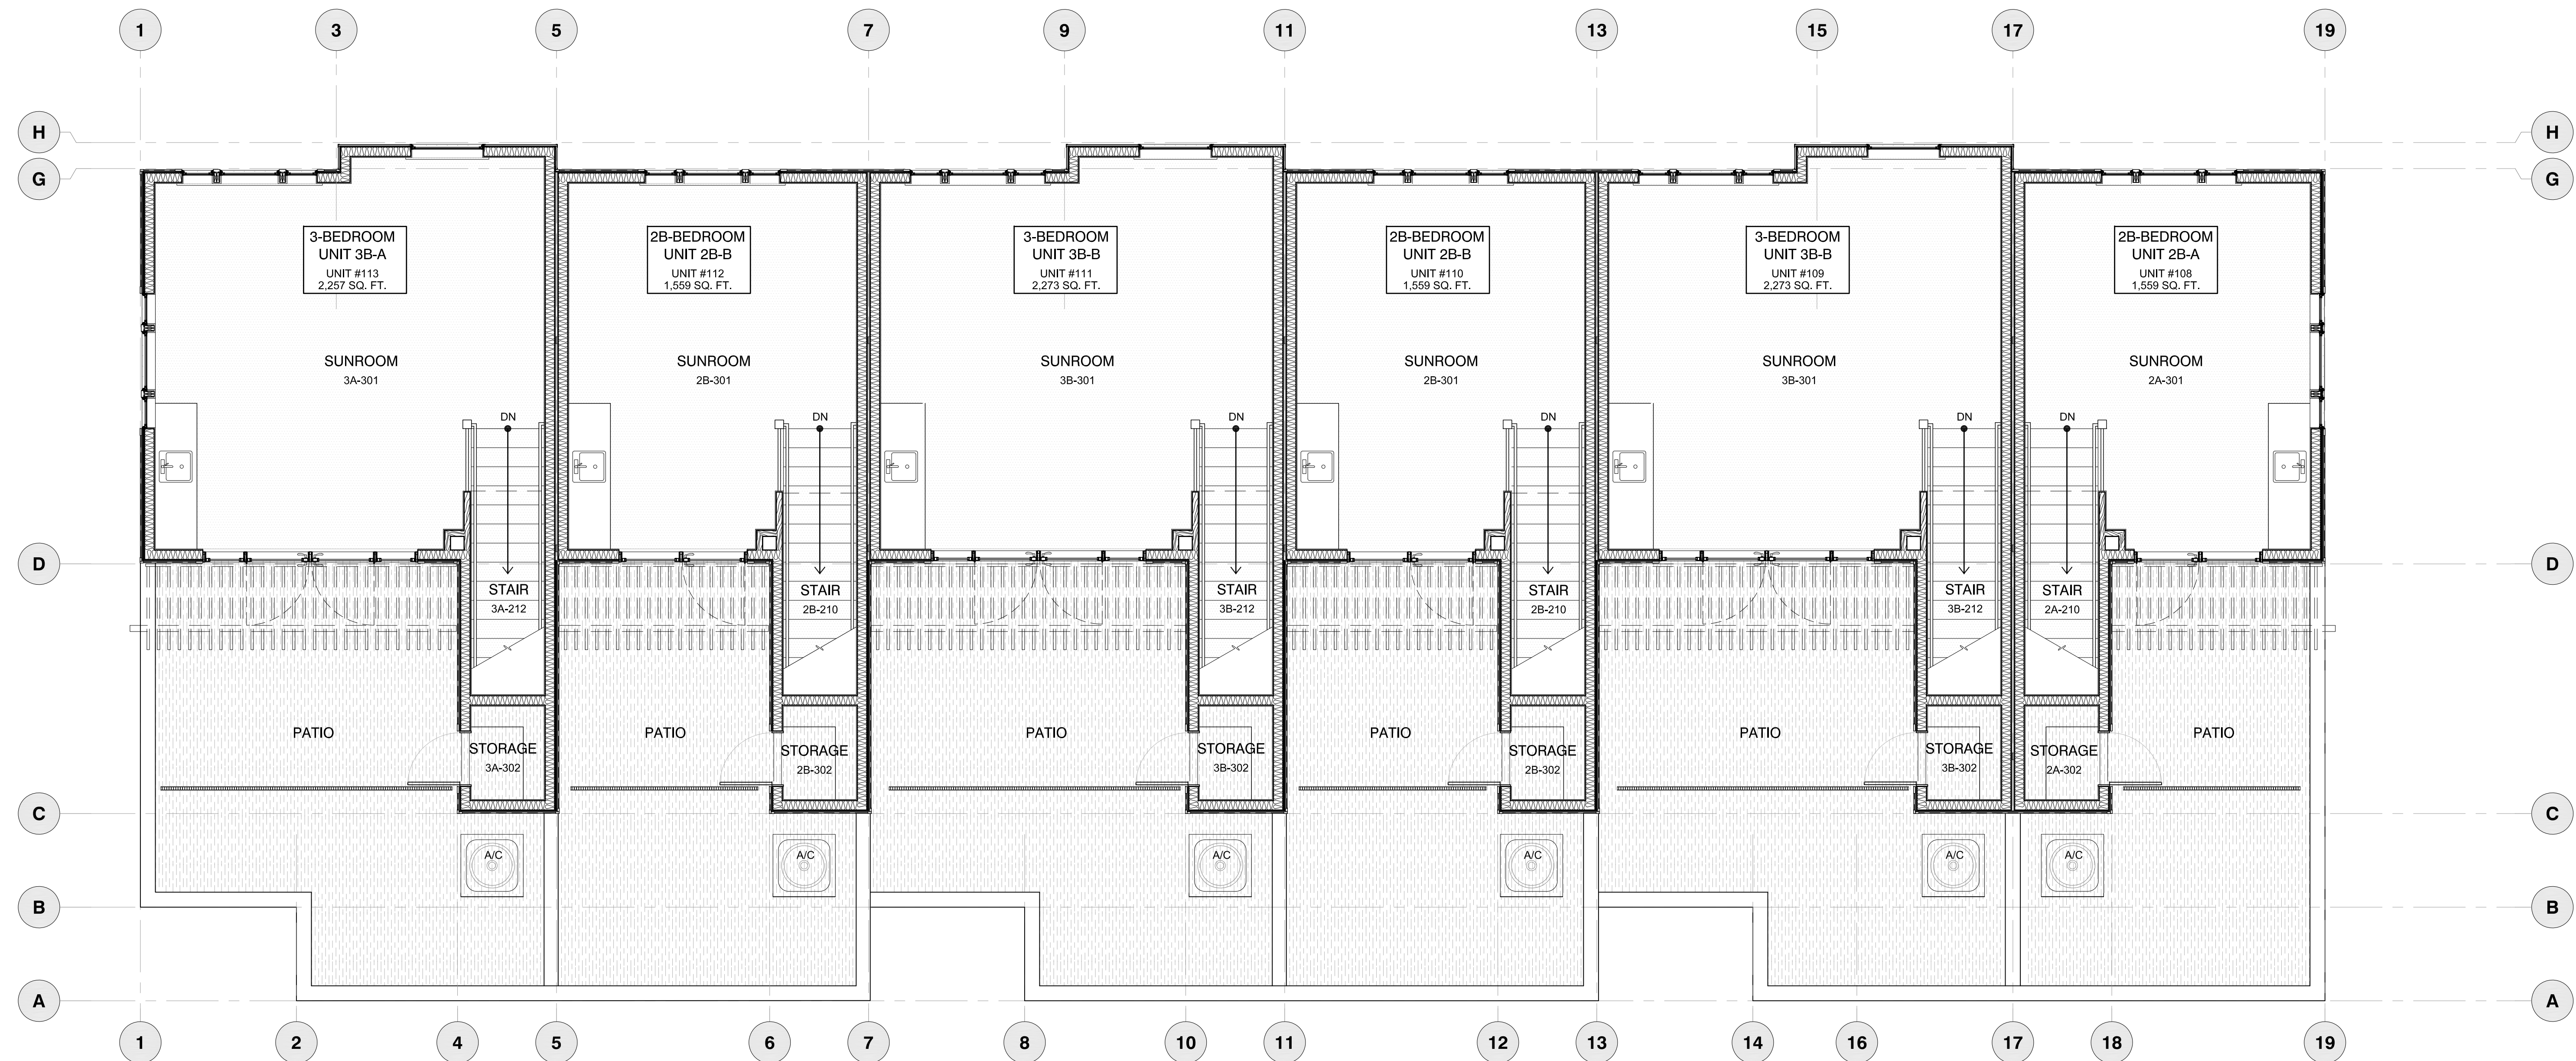 1 3 5 7 9 11 13 15 17 19
H H
G G
3-BEDROOM
UNIT 3B-A
UNIT #113
2,257 SQ. FT.
2B-BEDROOM
UNIT 2B-B
UNIT #112
1,559 SQ. FT.
3-BEDROOM
UNIT 3B-B
UNIT #111
2,273 SQ. FT.
2B-BEDROOM
UNIT 2B-B
UNIT #110
1,559 SQ. FT.
3-BEDROOM
UNIT 3B-B
UNIT #109
2,273 SQ. FT.
2B-BEDROOM
UNIT 2B-A
UNIT #108
1,559 SQ. FT.
SUNROOM
3A-301
SUNROOM
2B-301
SUNROOM
3B-301
SUNROOM
2B-301
SUNROOM
3B-301
SUNROOM
2A-301
DN DN DN DN DN DN
D D
STAIR
3A-212
STAIR
2B-210
STAIR
3B-212
STAIR
2B-210
STAIR
3B-212
STAIR
2A-210
PATIO PATIO PATIO PATIO PATIO PATIO
STORAGE
3A-302
STORAGE
2B-302
STORAGE
3B-302
STORAGE
2B-302
STORAGE
3B-302
STORAGE
2A-302
C C
A/C A/C A/C A/C A/C A/C
B B
A A
1 2 4 5 6 7 8 10 11 12 13 14 16 17 18 19